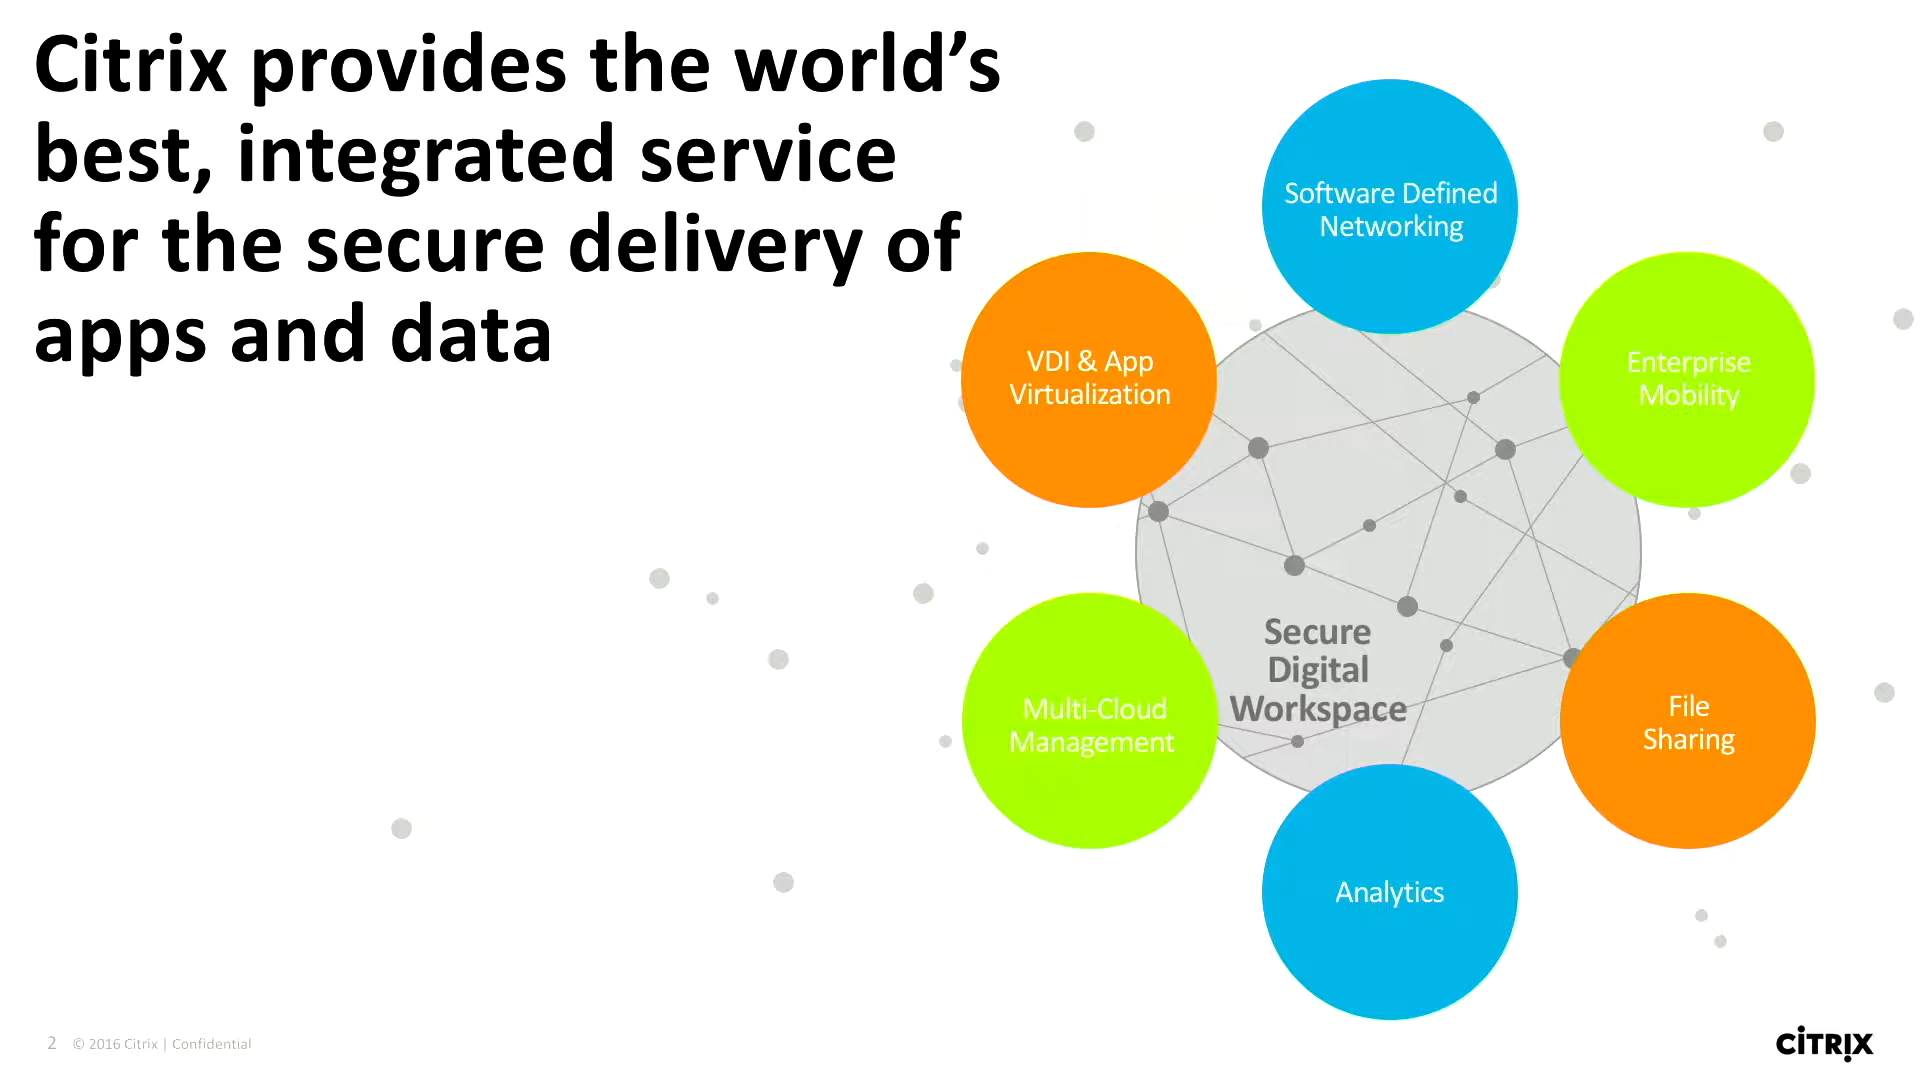 Citrix provides the world’s
best, integrated service
for the secure delivery of
apps and data
Software Defined
Networking
VDI & App
Virtualization
Enterprise
Mobility
Secure
Digital
Workspace
Multi-Cloud
Management
File
Sharing
Analytics
2 © 2016 Citrix | Confidential
CITRIX